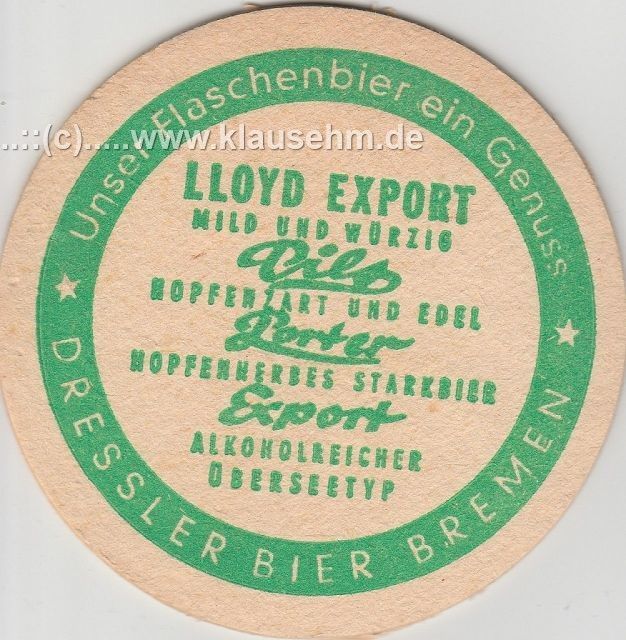 Unser Flaschenbier ein Genuss
..::(c).....www.klausehm.de
LLOYD EXPORT
MILD UND WÜRZIG
Pils
HOPFENZART UND EDEL
Porter
HOPFENHERBES STARKBIER
Export
ALKOHOLREICHER
ÜBERSEETYP
DRESSLER BIER BREMEN